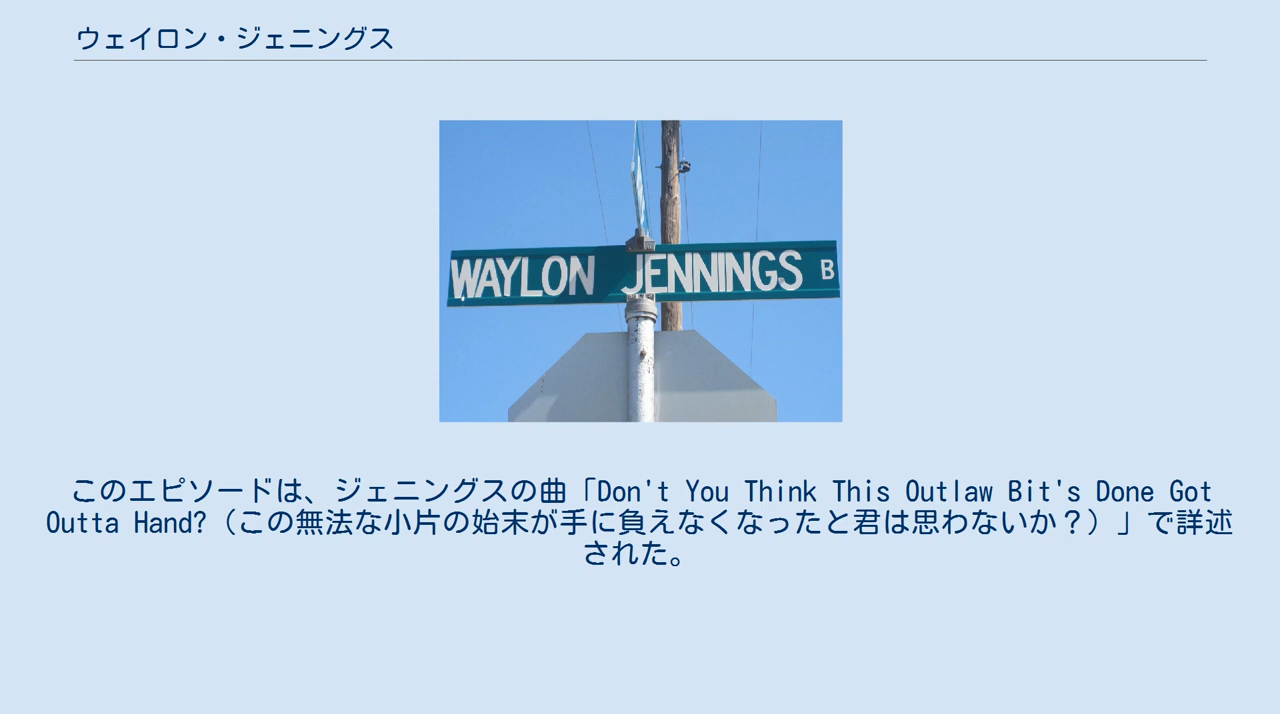 ウェイロン・ジェニングス
WAYLON JENNINGS B
このエピソードは、ジェニングスの曲「Don't You Think This Outlaw Bit's Done Got
Outta Hand?（この無法な小片の始末が手に負えなくなったと君は思わないか？）」で詳述
された。